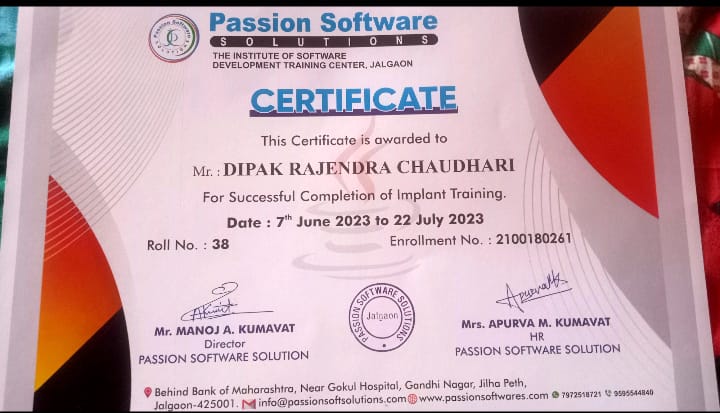 Passion Software
Passion Software
SOLUTIONS
THE INSTITUTE OF SOFTWARE
DEVELOPMENT TRAINING CENTER, JALGAON
CERTIFICATE
This Certificate is awarded to
Mr. : DIPAK RAJENDRA CHAUDHARI
For Successful Completion of Implant Training.
Date : 7th June 2023 to 22 July 2023
Roll No. : 38
Enrollment No. : 2100180261
PASSION SOFTWARE SOLUTIONS
Jalgaon
Mr. MANOJ A. KUMAVAT
Director
PASSION SOFTWARE SOLUTION
Mrs. APURVA M. KUMAVAT
HR
PASSION SOFTWARE SOLUTION
Behind Bank of Maharashtra, Near Gokul Hospital, Gandhi Nagar, Jilha Peth,
Jalgaon-425001. info@passionsoftsolutions.com www.passionsoftwares.com 7972518721 9595544840